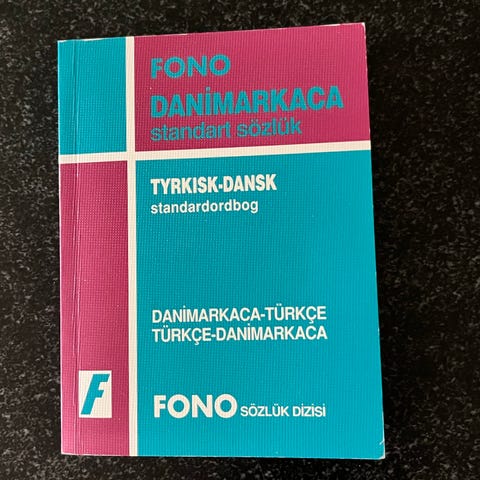 FONO
DANİMARKACA
standart sözlük
TYRKISK-DANSK
standardordbog
DANİMARKACA-TÜRKÇE
TÜRKÇE-DANİMARKACA
F
FONO SÖZLÜK DİZİSİ